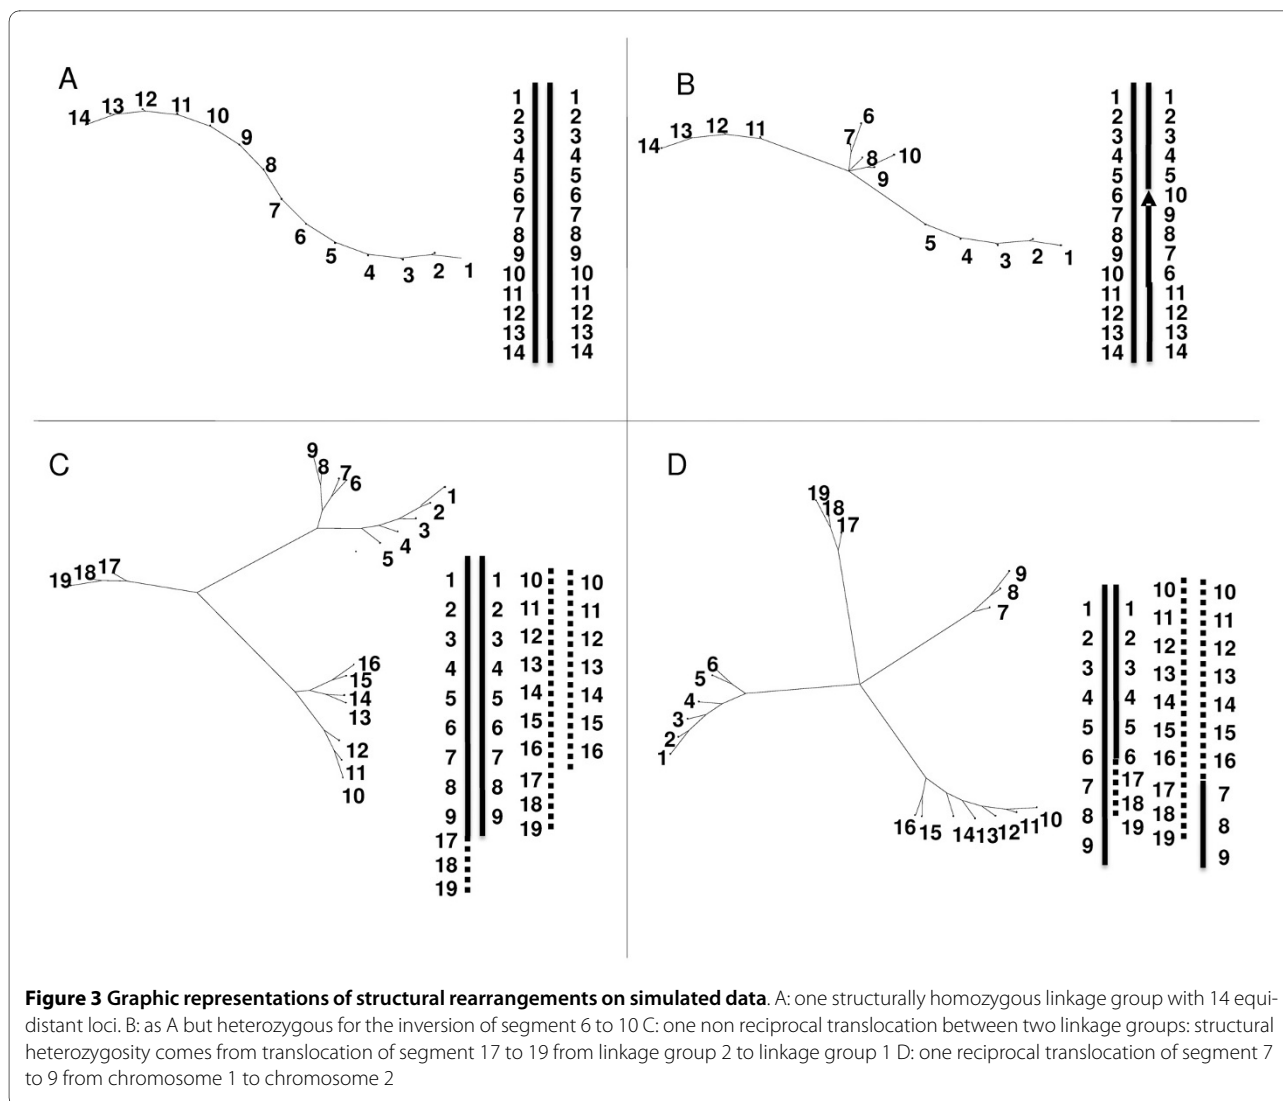 A
14 13 12 11 10 9 8 7 6 5 4 3 2 1
1 1
2 2
3 3
4 4
5 5
6 6
7 7
8 8
9 9
10 10
11 11
12 12
13 13
14 14
B
14 13 12 11 7 6 8 10 9 5 4 3 2 1
1 1
2 2
3 3
4 4
5 5
6 10
7 9
8 8
9 7
10 6
11 11
12 12
13 13
14 14
C
9 8 7 6 1 2 3 4 5
19 18 17
16 15 14 13 12 11 10
1 1 10 10
2 2 11 11
3 3 12 12
4 4 13 13
5 5 14 14
6 6 15 15
7 7 16 16
8 8 17
9 9 18
17 19
18
19
D
19 18 17
9 8 7
6 5 4 3 2 1
16 15 14 13 12 11 10
1 1 10 10
2 2 11 11
3 3 12 12
4 4 13 13
5 5 14 14
6 6 15 15
7 17 16 16
8 18 17 7
9 19 18 8
19 9
Figure 3 Graphic representations of structural rearrangements on simulated data. A: one structurally homozygous linkage group with 14 equi-
distant loci. B: as A but heterozygous for the inversion of segment 6 to 10 C: one non reciprocal translocation between two linkage groups: structural
heterozygosity comes from translocation of segment 17 to 19 from linkage group 2 to linkage group 1 D: one reciprocal translocation of segment 7
to 9 from chromosome 1 to chromosome 2